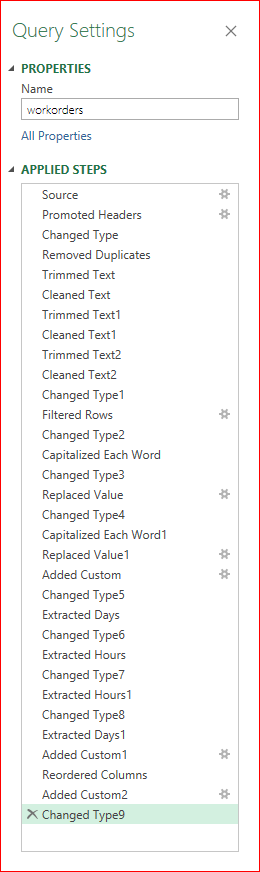 Query Settings
PROPERTIES
Name
workorders
All Properties
APPLIED STEPS
Source
Promoted Headers
Changed Type
Removed Duplicates
Trimmed Text
Cleaned Text
Trimmed Text1
Cleaned Text1
Trimmed Text2
Cleaned Text2
Changed Type1
Filtered Rows
Changed Type2
Capitalized Each Word
Changed Type3
Replaced Value
Changed Type4
Capitalized Each Word1
Replaced Value1
Added Custom
Changed Type5
Extracted Days
Changed Type6
Extracted Hours
Changed Type7
Extracted Hours1
Changed Type8
Extracted Days1
Added Custom1
Reordered Columns
Added Custom2
Changed Type9